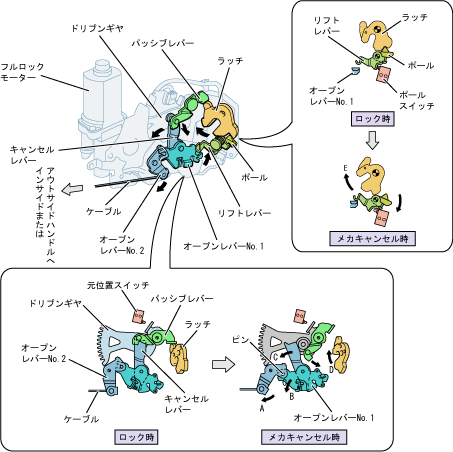 ドリブンギヤ
パッシブレバー
ラッチ
フルロック
モーター
キャンセル
レバー
アウトサイドハンドルへ
インサイドまたは
ケーブル
オープン
レバーNo.2
オープンレバーNo.1
リフトレバー
ポール
リフト
レバー
ラッチ
ポール
オープン
レバーNo.1
ポール
スイッチ
ロック時
E
メカキャンセル時
元位置スイッチ
ドリブンギヤ
パッシブレバー
ラッチ
オープン
レバーNo.2
ケーブル
キャンセル
レバー
ロック時
ピン
A
B
C
D
オープンレバーNo.1
メカキャンセル時